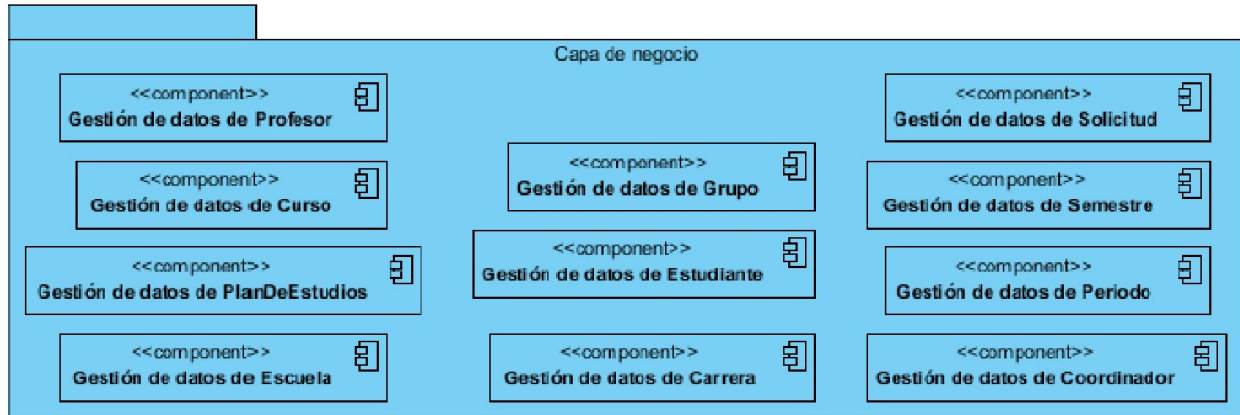 Capa de negocio
<<component>>
Gestión de datos de Profesor
<<component>>
Gestión de datos de Curso
<<component>>
Gestión de datos de PlanDeEstudios
<<component>>
Gestión de datos de Escuela
<<component>>
Gestión de datos de Grupo
<<component>>
Gestión de datos de Estudiante
<<component>>
Gestión de datos de Carrera
<<component>>
Gestión de datos de Solicitud
<<component>>
Gestión de datos de Semestre
<<component>>
Gestión de datos de Periodo
<<component>>
Gestión de datos de Coordinador